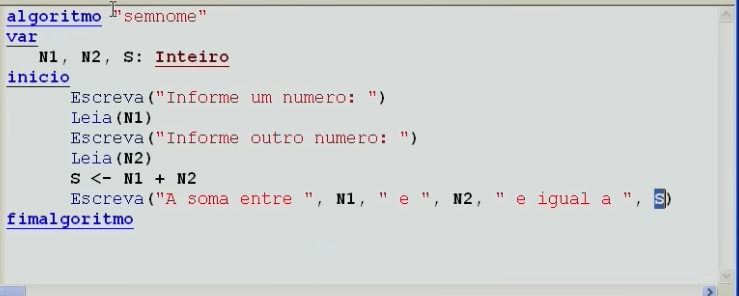 algoritmo "semnome"
var
N1, N2, S: Inteiro
inicio
Escreva("Informe um numero: ")
Leia(N1)
Escreva("Informe outro numero: ")
Leia(N2)
S <- N1 + N2
Escreva("A soma entre ", N1, " e ", N2, " e igual a ", S)
fimalgoritmo